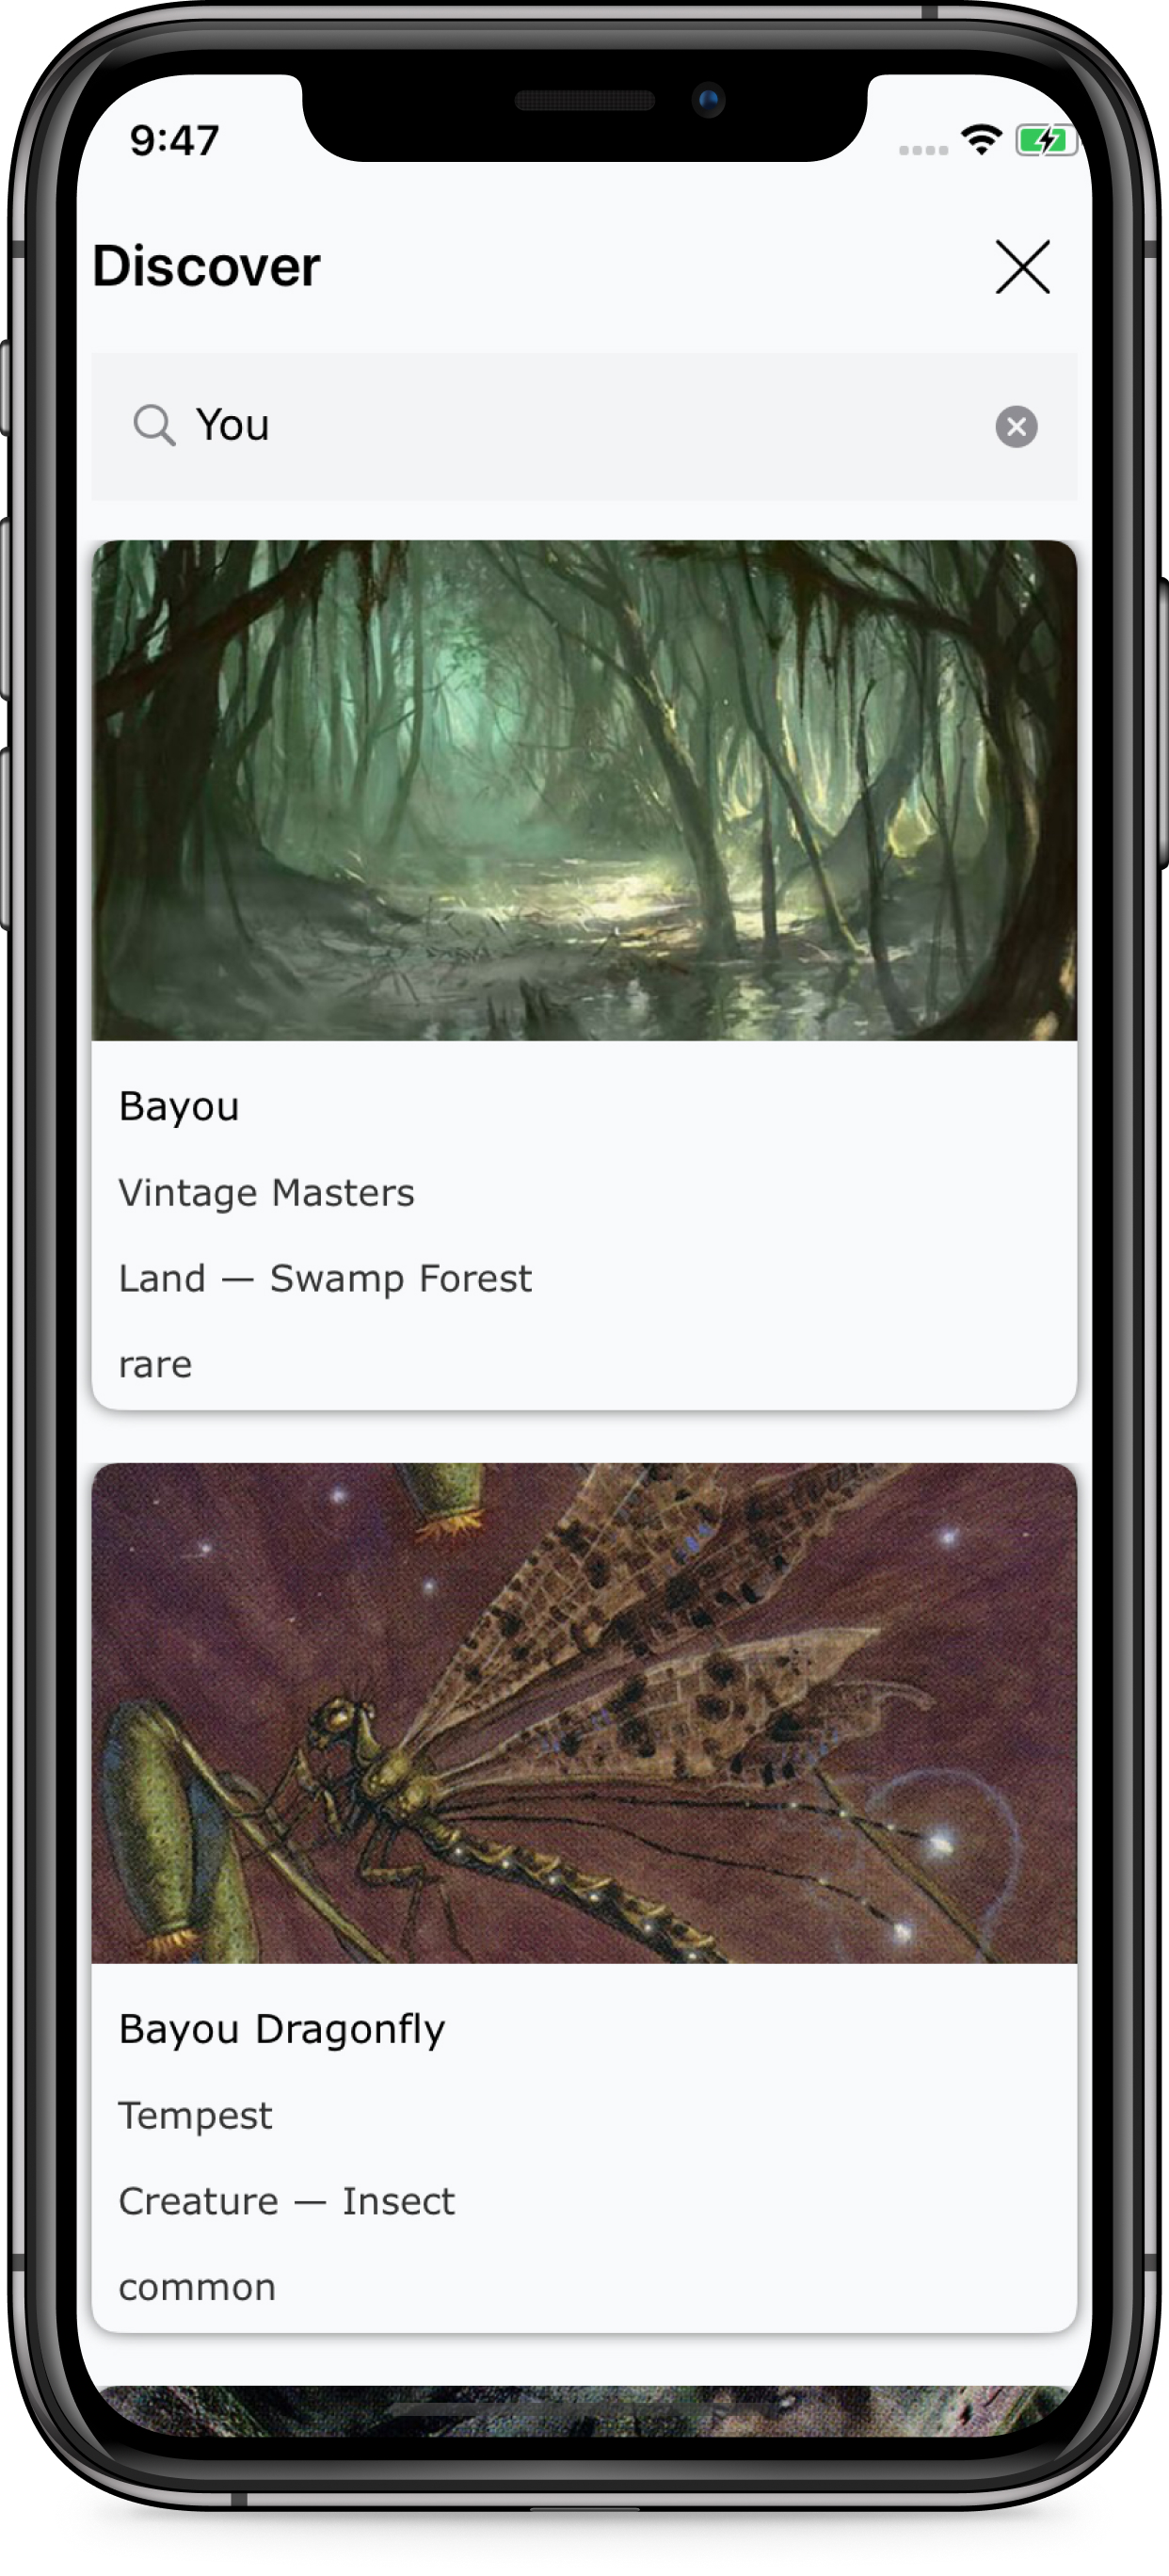 9:47
Discover
You
Bayou
Vintage Masters
Land — Swamp Forest
rare
Bayou Dragonfly
Tempest
Creature — Insect
common